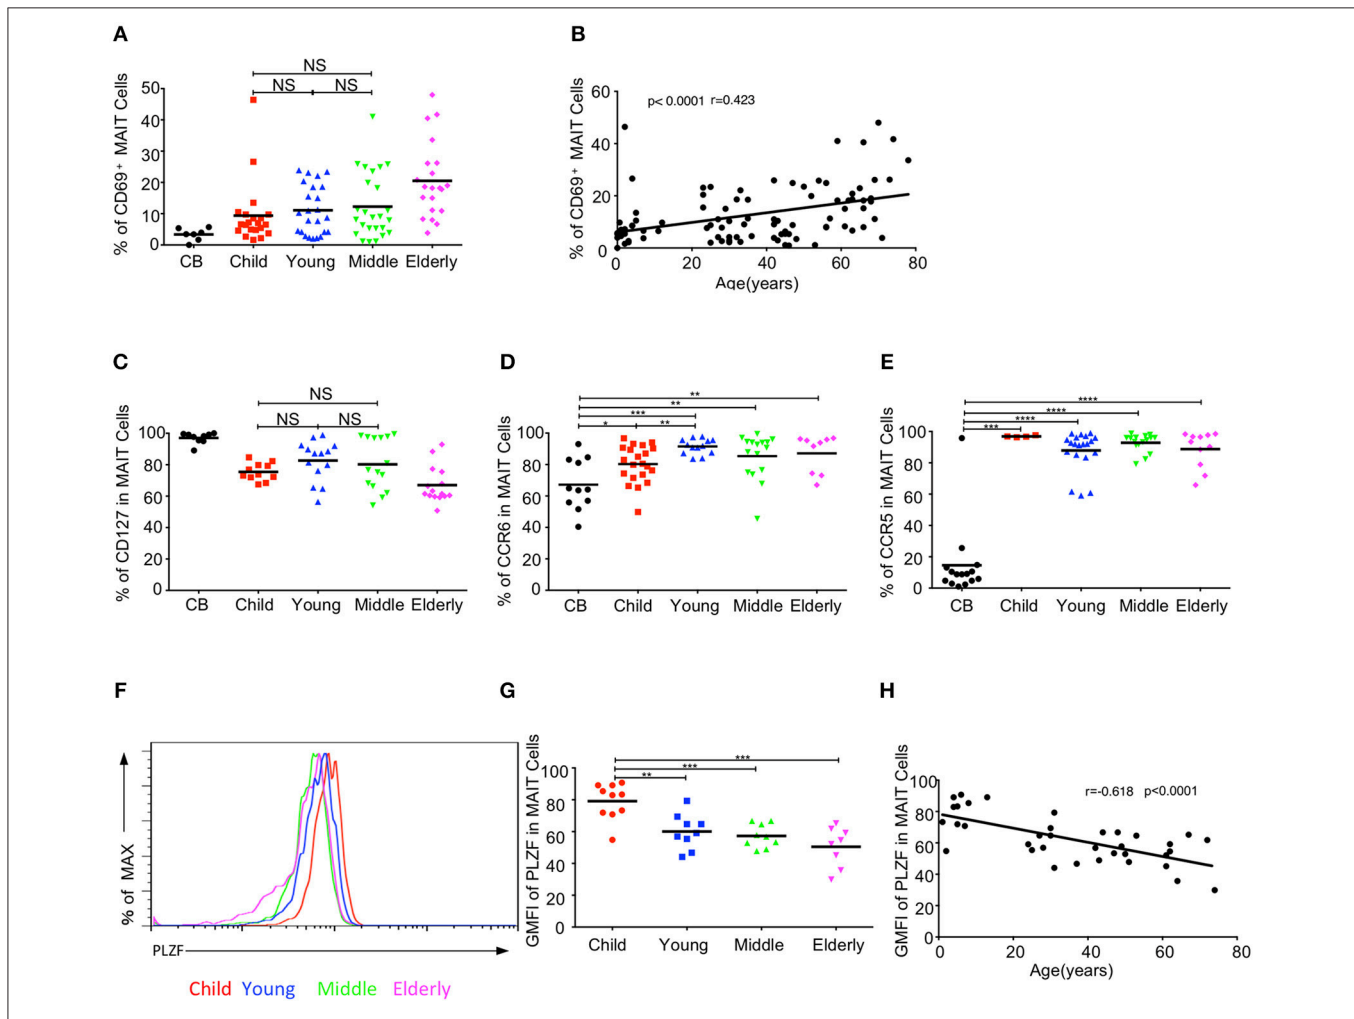 A
% of CD69⁺ MAIT Cells
50
40
30
20
10
0
NS
NS NS
CB Child Young Middle Elderly
B
% of CD69⁺ MAIT Cells
60
40
20
0
p< 0.0001 r=0.423
0 20 40 60 80
Age(years)
C
% of CD127 in MAIT Cells
100
80
60
40
20
0
NS
NS NS
CB Child Young Middle Elderly
D
% of CCR6 in MAIT Cells
100
80
60
40
20
0
**
**
***
* **
CB Child Young Middle Elderly
E
% of CCR5 in MAIT Cells
100
80
60
40
20
0
****
****
****
***
CB Child Young Middle Elderly
F
% of MAX
PLZF
Child Young Middle Elderly
G
GMFI of PLZF in MAIT Cells
100
80
60
40
20
0
***
***
**
Child Young Middle Elderly
H
GMFI of PLZF in MAIT Cells
100
80
60
40
20
0
r=-0.618 p<0.0001
0 20 40 60 80
Age(years)